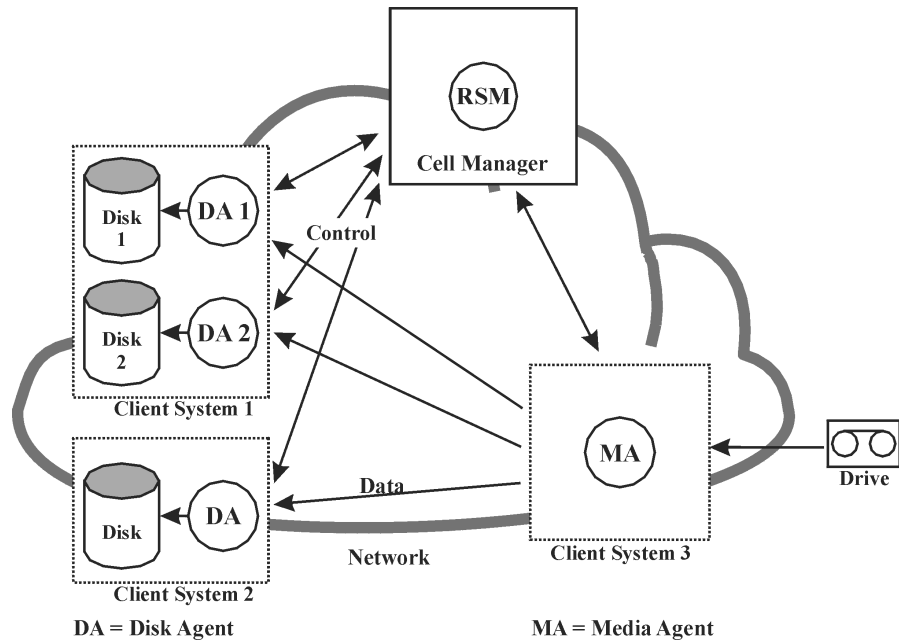 RSM
Cell Manager
Disk
1
DA 1
Control
Disk
2
DA 2
Client System 1
MA
Drive
Data
Disk
DA
Network
Client System 3
Client System 2
DA = Disk Agent
MA = Media Agent